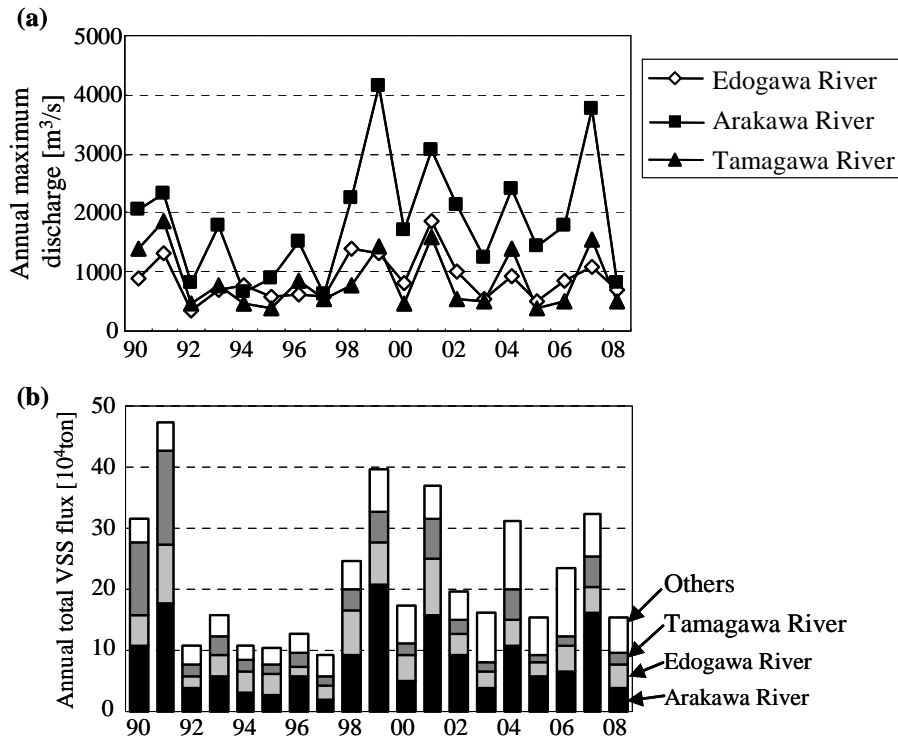 (a)
Annual maximum
discharge [m³/s]
5000
4000
3000
2000
1000
0
90 92 94 96 98 00 02 04 06 08
Edogawa River
Arakawa River
Tamagawa River
(b)
Annual total VSS flux [10⁴ton]
50
40
30
20
10
0
90 92 94 96 98 00 02 04 06 08
Others
Tamagawa River
Edogawa River
Arakawa River